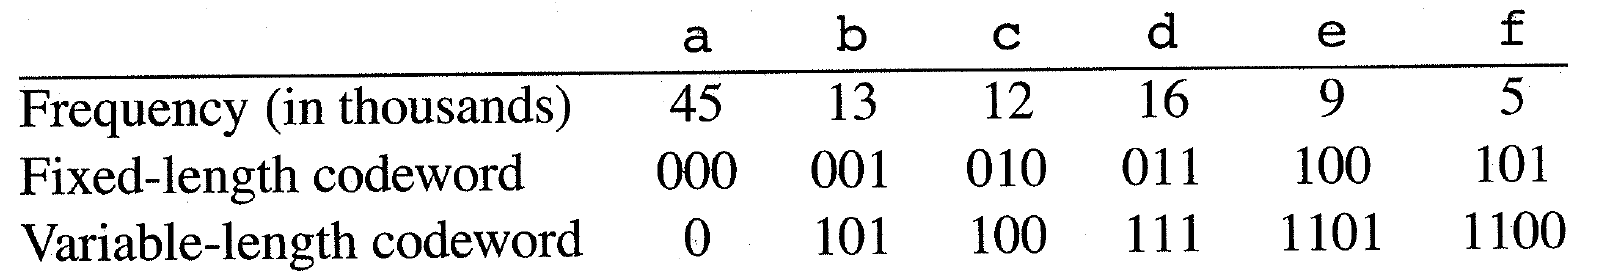 a b c d e f
Frequency (in thousands) 45 13 12 16 9 5
Fixed-length codeword 000 001 010 011 100 101
Variable-length codeword 0 101 100 111 1101 1100